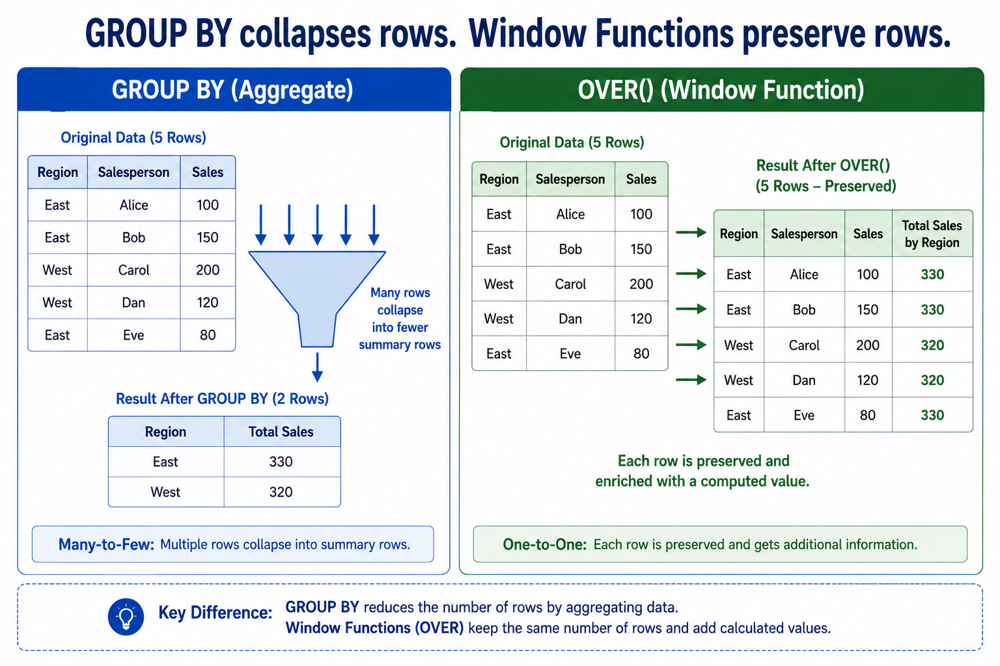 GROUP BY collapses rows. Window Functions preserve rows.
GROUP BY (Aggregate)
Original Data (5 Rows)
Region Salesperson Sales
East Alice 100
East Bob 150
West Carol 200
West Dan 120
East Eve 80
Many rows
collapse
into fewer
summary rows
Result After GROUP BY (2 Rows)
Region Total Sales
East 330
West 320
Many-to-Few: Multiple rows collapse into summary rows.
OVER() (Window Function)
Original Data (5 Rows)
Region Salesperson Sales
East Alice 100
East Bob 150
West Carol 200
West Dan 120
East Eve 80
Result After OVER()
(5 Rows – Preserved)
Region Salesperson Sales Total Sales
by Region
East Alice 100 330
East Bob 150 330
West Carol 200 320
West Dan 120 320
East Eve 80 330
Each row is preserved and
enriched with a computed value.
One-to-One: Each row is preserved and gets additional information.
Key Difference: GROUP BY reduces the number of rows by aggregating data.
Window Functions (OVER) keep the same number of rows and add calculated values.